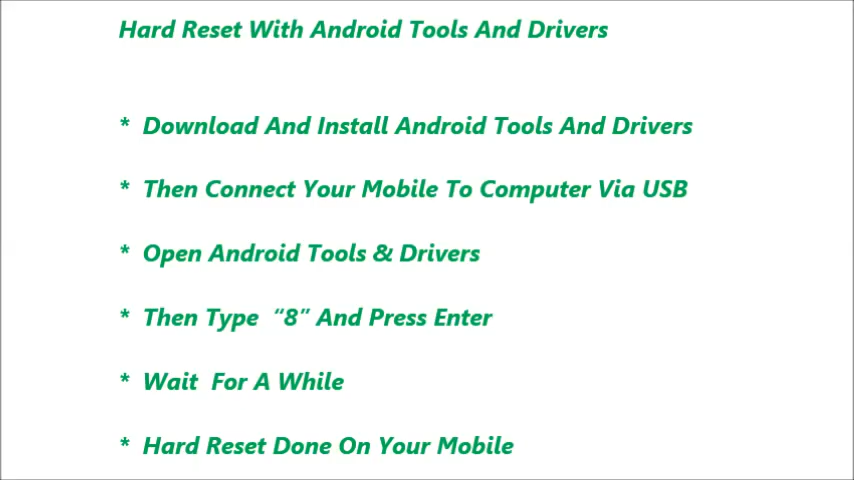 Hard Reset With Android Tools And Drivers
* Download And Install Android Tools And Drivers
* Then Connect Your Mobile To Computer Via USB
* Open Android Tools & Drivers
* Then Type “8” And Press Enter
* Wait For A While
* Hard Reset Done On Your Mobile